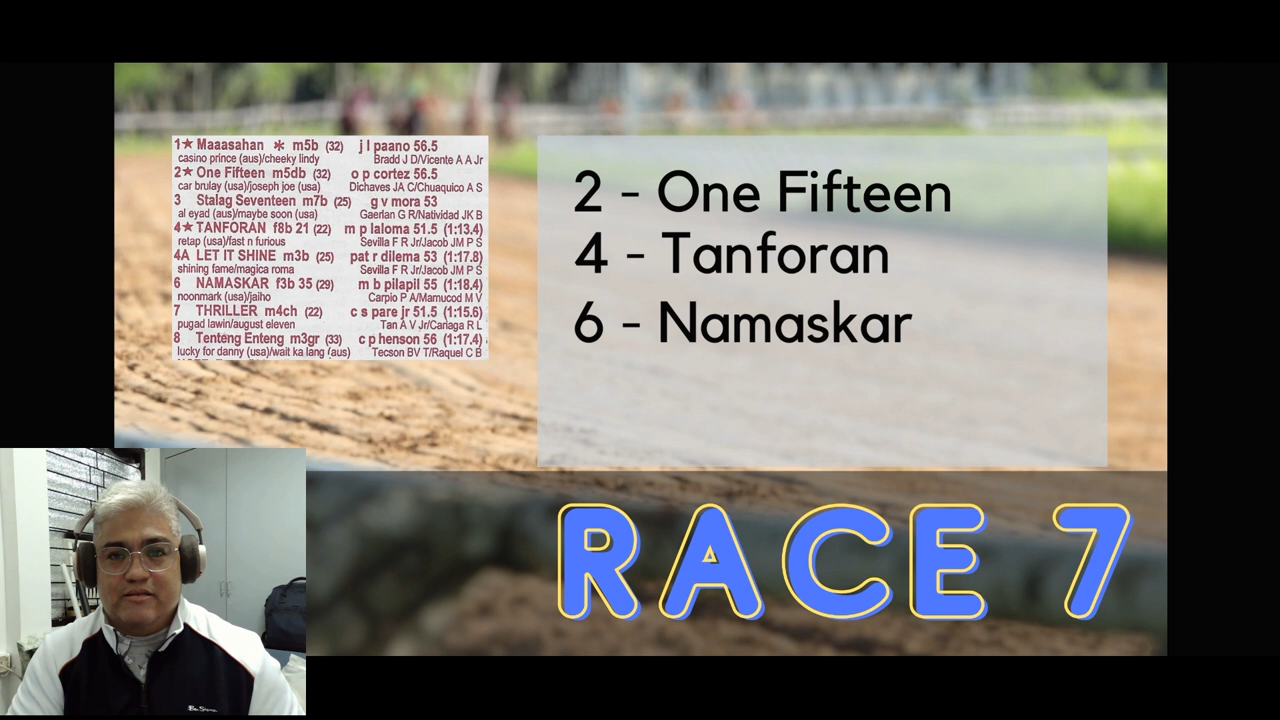 1★ Maaasahan * m5b (32) j l paano 56.5
casino prince (aus)/cheeky lindy Bradd J D/Vicente A A Jr
2★ One Fifteen m5db (32) o p cortez 56.5
car brulay (usa)/joseph joe (usa) Dichaves JA C/Chuaquico A S
3 Stalag Seventeen m7b (25) g v mora 53
al eyad (aus)/maybe soon (usa) Gaerlan G R/Natividad JK B
4★ TANFORAN f8b 21 (22) m p laloma 51.5 (1:13.4)
retap (usa)/fast n furious Sevilla F R Jr/Jacob JM P S
4A LET IT SHINE m3b (25) pat r dilema 53 (1:17.8)
shining fame/magica roma Sevilla F R Jr/Jacob JM P S
6 NAMASKAR f3b 35 (29) m b pilapil 55 (1:18.4)
noonmark (usa)/jaiho Carpio P A/Mamucod M V
7 THRILLER m4ch (22) c s pare jr 51.5 (1:15.6)
pugad lawin/august eleven Tan A V Jr/Cariaga R L
8 Tenteng Enteng m3gr (33) c p henson 56 (1:17.4)
lucky for danny (usa)/wait ka lang (aus) Tecson BV T/Raquel C B
2 - One Fifteen
4 - Tanforan
6 - Namaskar
RACE 7